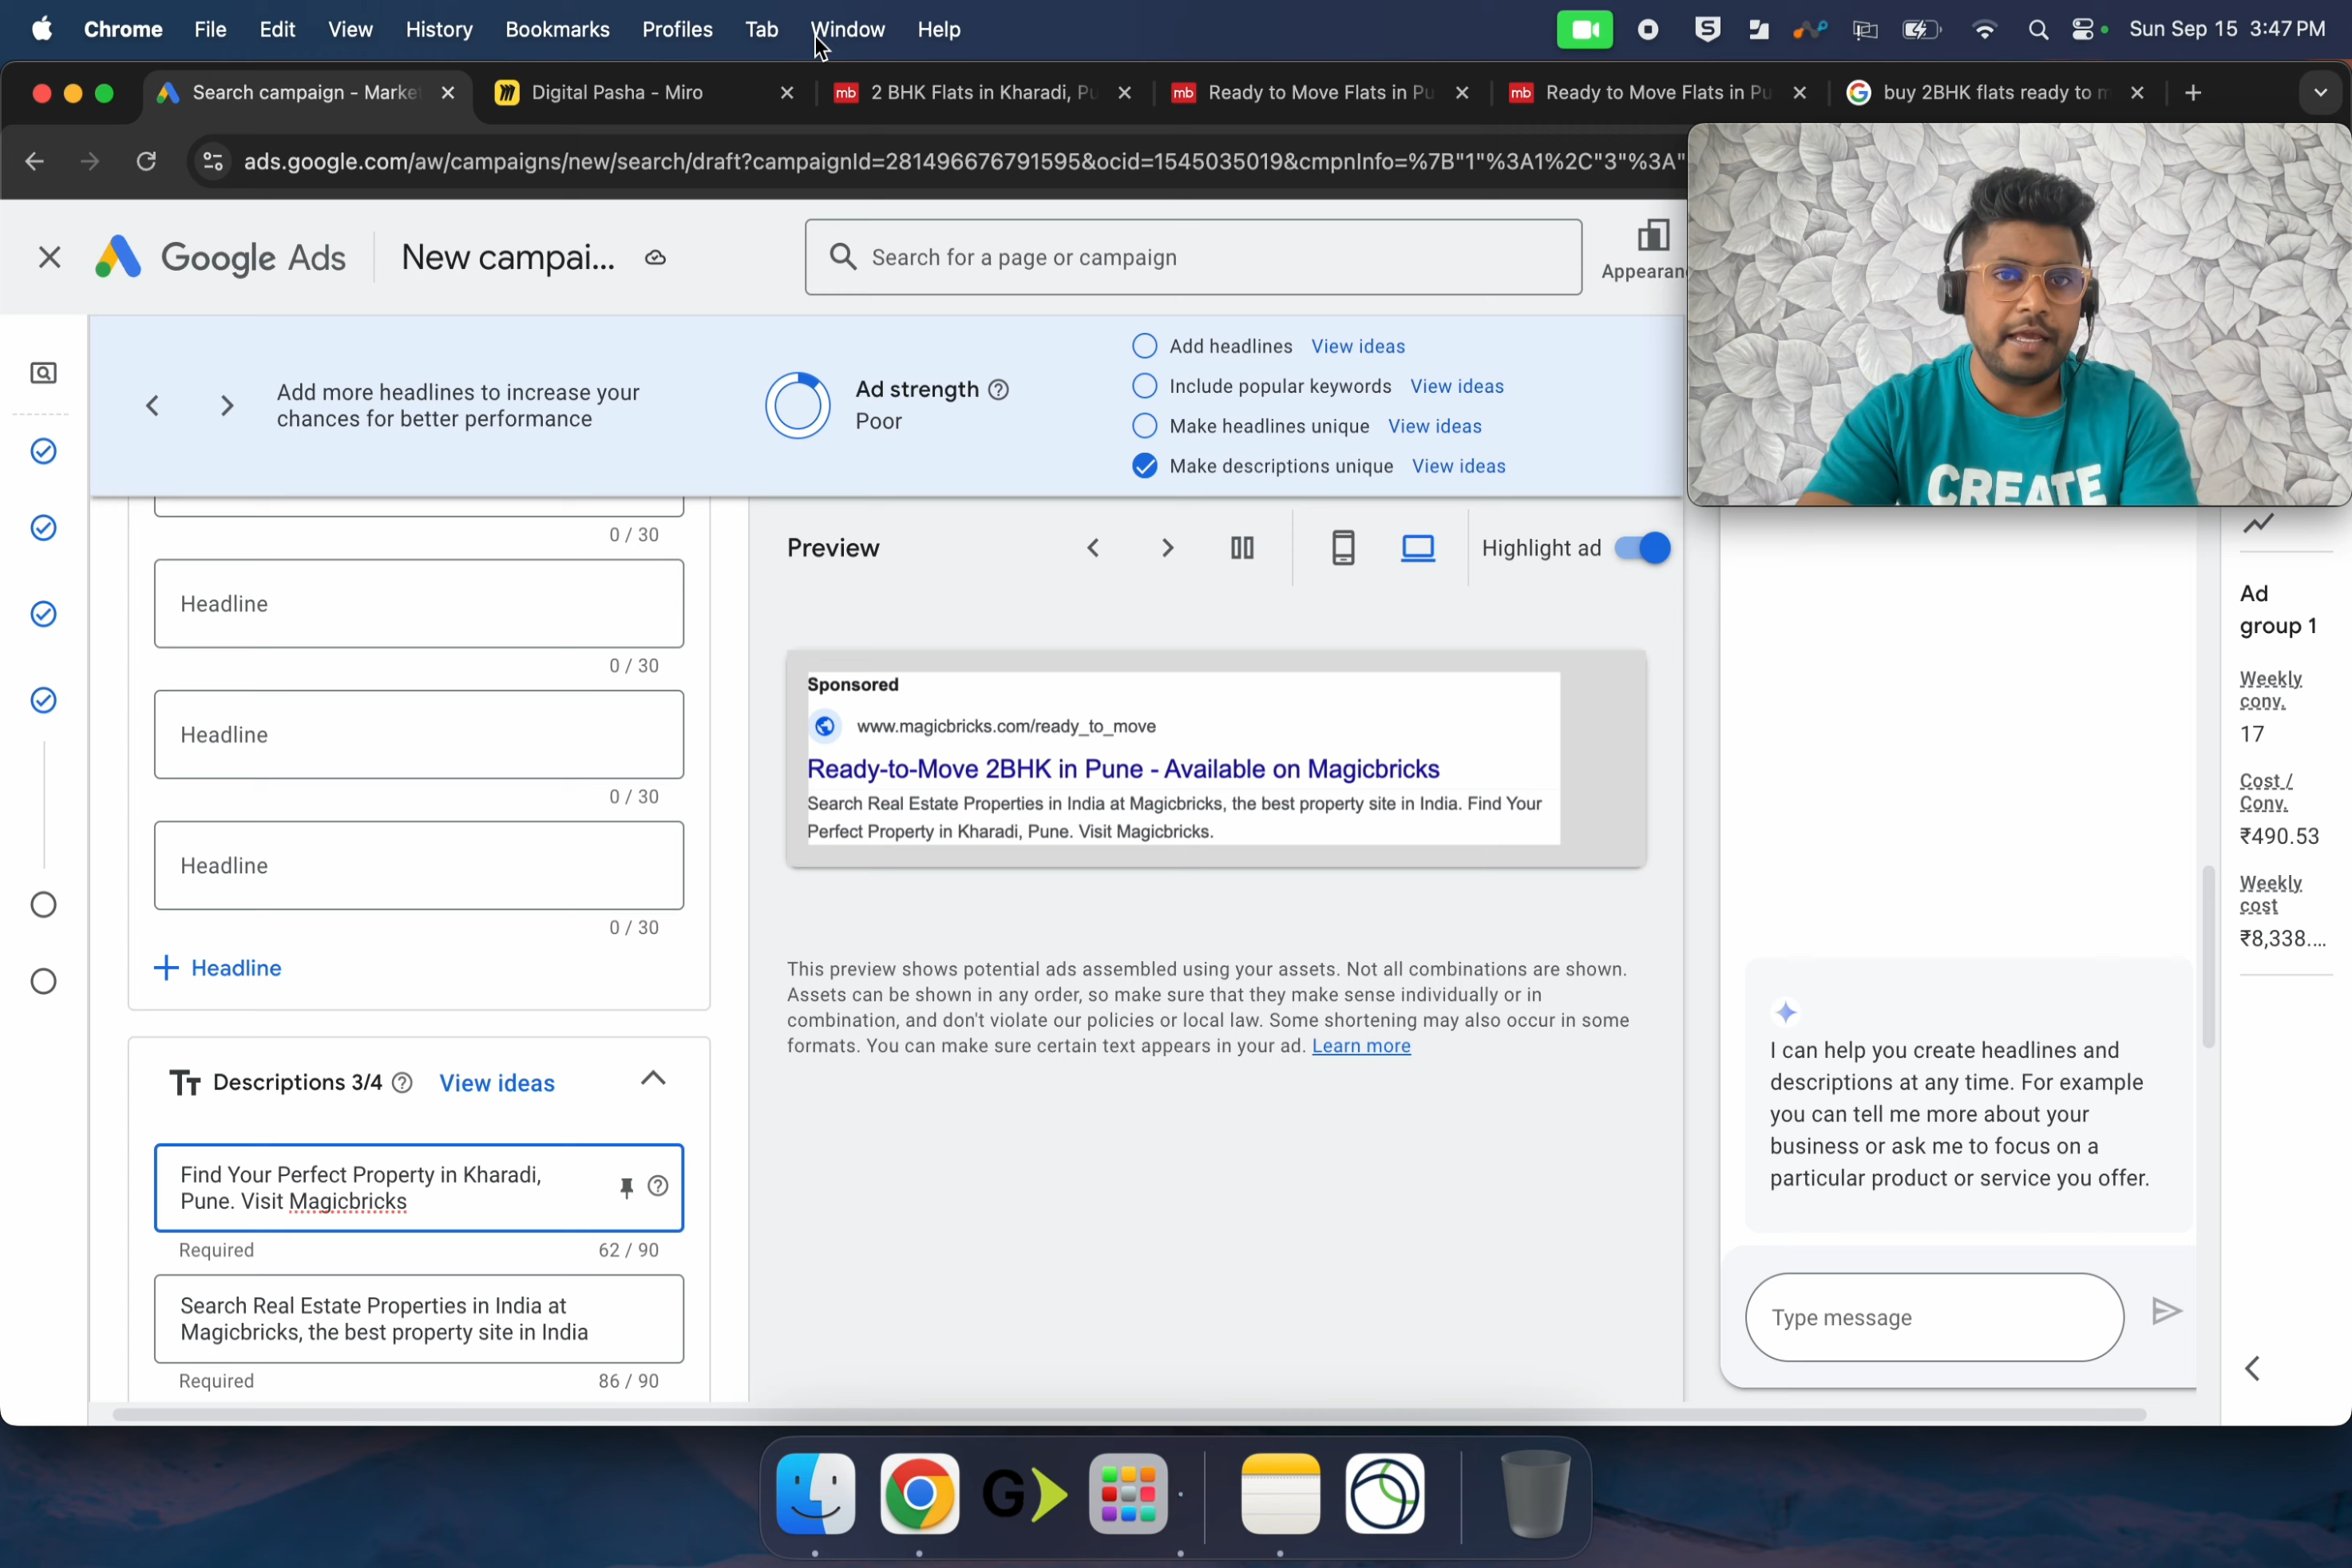 Chrome File Edit View History Bookmarks Profiles Tab Window Help Sun Sep 15 3:47 PM
Search campaign - Marke Digital Pasha - Miro mb 2 BHK Flats in Kharadi, Pu mb Ready to Move Flats in Pu mb Ready to Move Flats in Pu buy 2BHK flats ready to m
ads.google.com/aw/campaigns/new/search/draft?campaignId=281496676791595&ocid=1545035019&cmpnInfo=%7B"1"%3A1%2C"3"%3A"
Google Ads New campai... Search for a page or campaign
Appearan
CREATE
Add more headlines to increase your
chances for better performance
Ad strength
Poor
Add headlines View ideas
Include popular keywords View ideas
Make headlines unique View ideas
Make descriptions unique View ideas
0 / 30
Headline
0 / 30
Headline
0 / 30
Headline
0 / 30
+ Headline
Descriptions 3/4 View ideas
Find Your Perfect Property in Kharadi,
Pune. Visit Magicbricks
Required 62 / 90
Search Real Estate Properties in India at
Magicbricks, the best property site in India
Required 86 / 90
Preview Highlight ad
Sponsored
www.magicbricks.com/ready_to_move
Ready-to-Move 2BHK in Pune - Available on Magicbricks
Search Real Estate Properties in India at Magicbricks, the best property site in India. Find Your
Perfect Property in Kharadi, Pune. Visit Magicbricks.
This preview shows potential ads assembled using your assets. Not all combinations are shown.
Assets can be shown in any order, so make sure that they make sense individually or in
combination, and don't violate our policies or local law. Some shortening may also occur in some
formats. You can make sure certain text appears in your ad. Learn more
I can help you create headlines and
descriptions at any time. For example
you can tell me more about your
business or ask me to focus on a
particular product or service you offer.
Type message
Ad
group 1
Weekly
conv.
17
Cost /
Conv.
₹490.53
Weekly
cost
₹8,338....